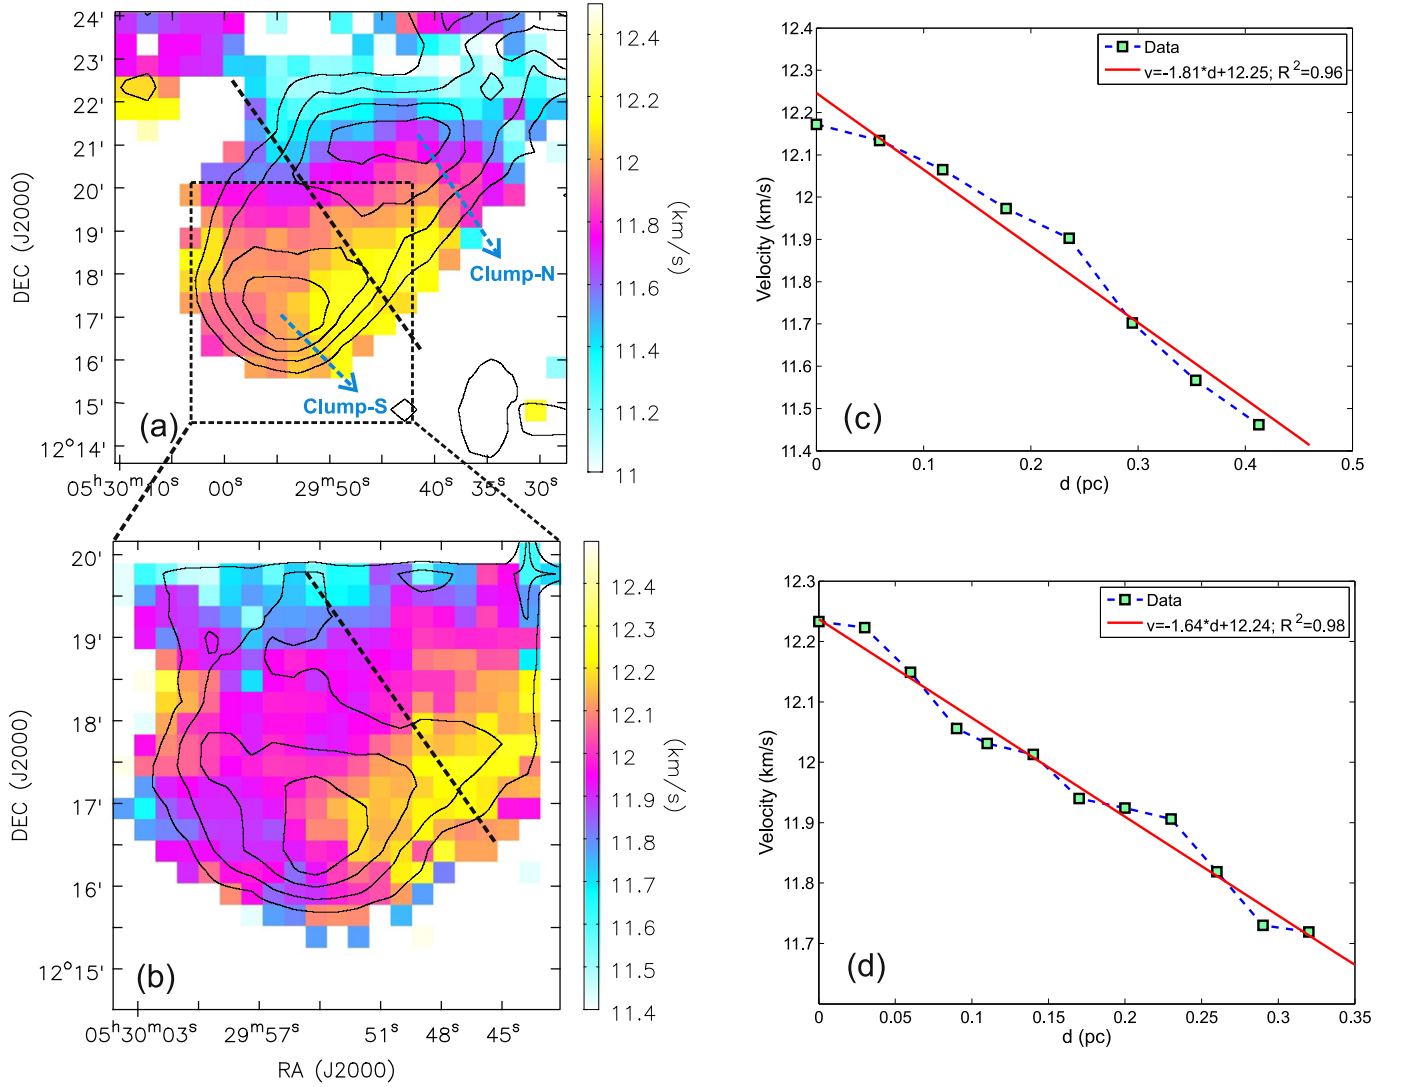 24'
23'
22'
21'
20'
19'
18'
17'
16'
15'
12°14'
DEC (J2000)
(a)
Clump-N
Clump-S
05ʰ30ᵐ10ˢ 00ˢ 29ᵐ50ˢ 40ˢ 35ˢ 30ˢ
12.4
12.2
12
11.8
11.6
11.4
11.2
11
(km/s)
20'
19'
18'
17'
16'
12°15'
DEC (J2000)
(b)
05ʰ30ᵐ03ˢ 29ᵐ57ˢ 51ˢ 48ˢ 45ˢ
RA (J2000)
12.4
12.3
12.2
12.1
12
11.9
11.8
11.7
11.6
11.5
11.4
(km/s)
12.4
12.3
12.2
12.1
12
11.9
11.8
11.7
11.6
11.5
11.4
Velocity (km/s)
Data
v=-1.81*d+12.25; R²=0.96
(c)
0 0.1 0.2 0.3 0.4 0.5
d (pc)
12.3
12.2
12.1
12
11.9
11.8
11.7
Velocity (km/s)
Data
v=-1.64*d+12.24; R²=0.98
(d)
0 0.05 0.1 0.15 0.2 0.25 0.3 0.35
d (pc)